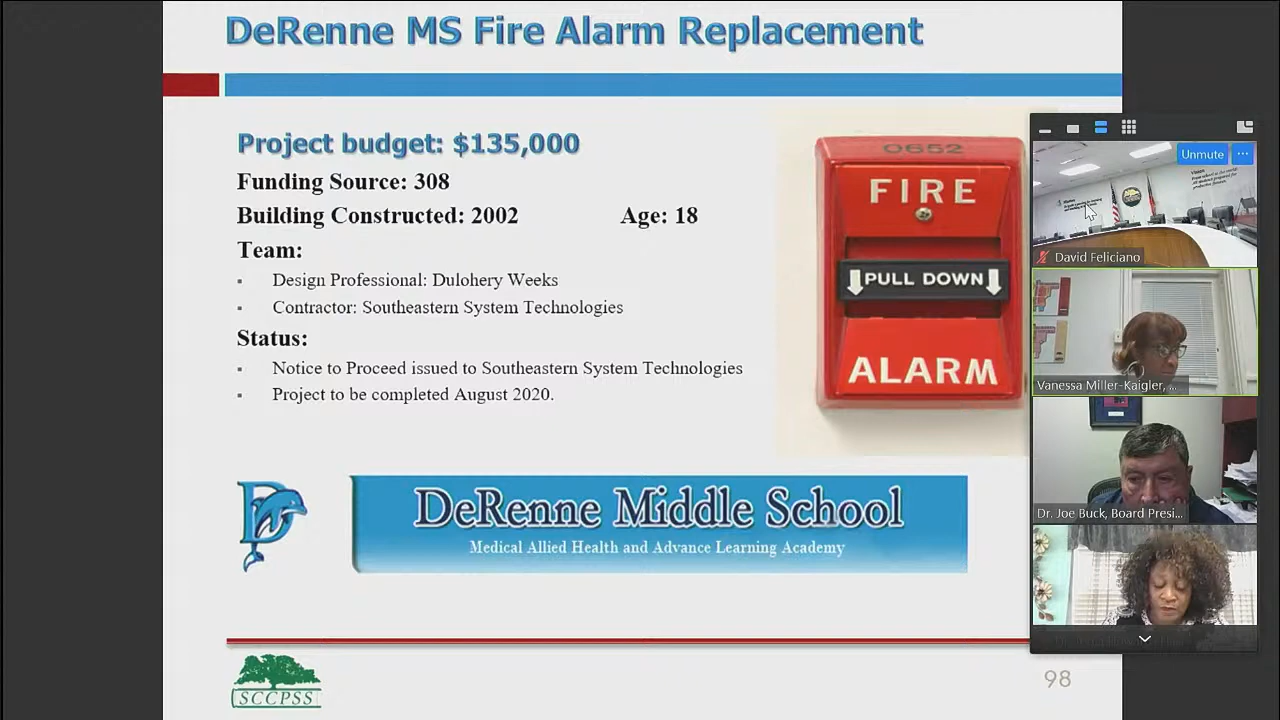 DeRenne MS Fire Alarm Replacement
Project budget: $135,000
Funding Source: 308
Building Constructed: 2002 Age: 18
Team:
▪ Design Professional: Dulohery Weeks
▪ Contractor: Southeastern System Technologies
Status:
▪ Notice to Proceed issued to Southeastern System Technologies
▪ Project to be completed August 2020.
0652
FIRE
PULL DOWN
ALARM
DeRenne Middle School
Medical Allied Health and Advance Learning Academy
SCCPSS
98
Unmute
...
David Feliciano
Vanessa Miller-Kaigler, ...
Dr. Joe Buck, Board Presi...